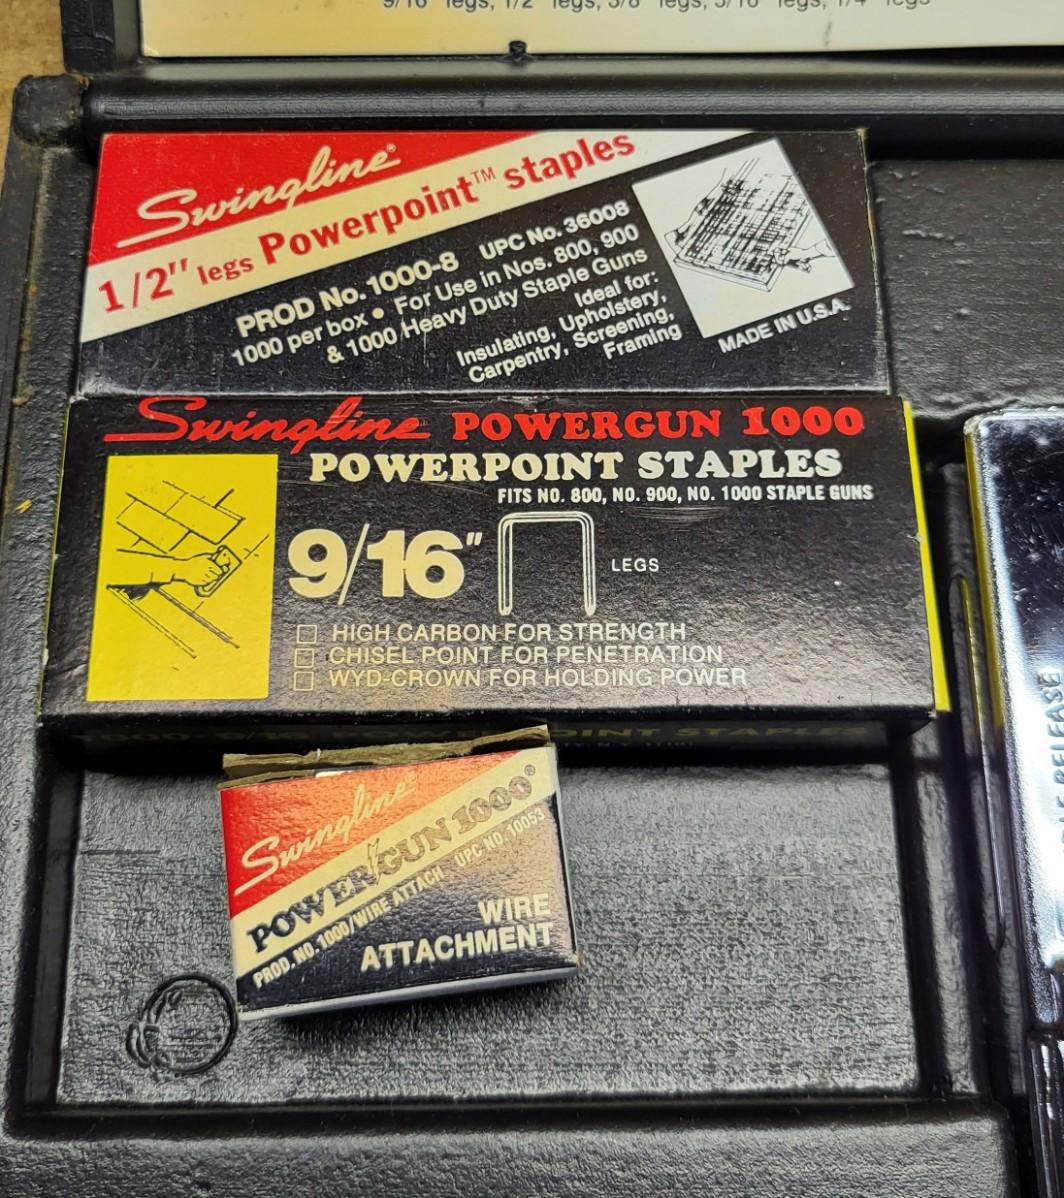 9/16" legs, 1/2" legs, 3/8" legs, 5/16" legs, 1/4" legs
Swingline®
1/2" legs Powerpoint™ staples
PROD No. 1000-8 UPC No. 36008
1000 per box • For Use in Nos. 800, 900
& 1000 Heavy Duty Staple Guns
Ideal for:
Insulating, Upholstery,
Carpentry, Screening,
Framing
MADE IN U.S.A.
Swingline POWERGUN 1000
POWERPOINT STAPLES
FITS NO. 800, NO. 900, NO. 1000 STAPLE GUNS
9/16" LEGS
HIGH CARBON FOR STRENGTH
CHISEL POINT FOR PENETRATION
WYD-CROWN FOR HOLDING POWER
POWERPOINT STAPLES
Swingline®
POWERGUN 1000®
PROD. NO. 1000/WIRE ATTACH UPC NO. 10053
WIRE
ATTACHMENT
RELEASE